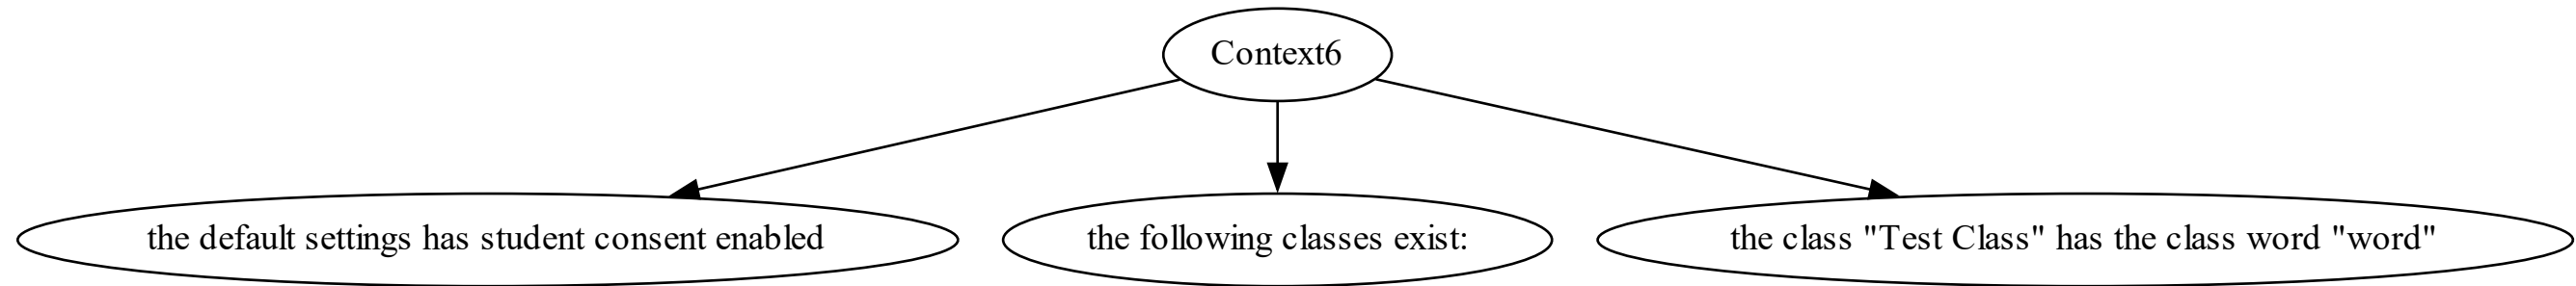 Context6
the default settings has student consent enabled
the following classes exist:
the class "Test Class" has the class word "word"